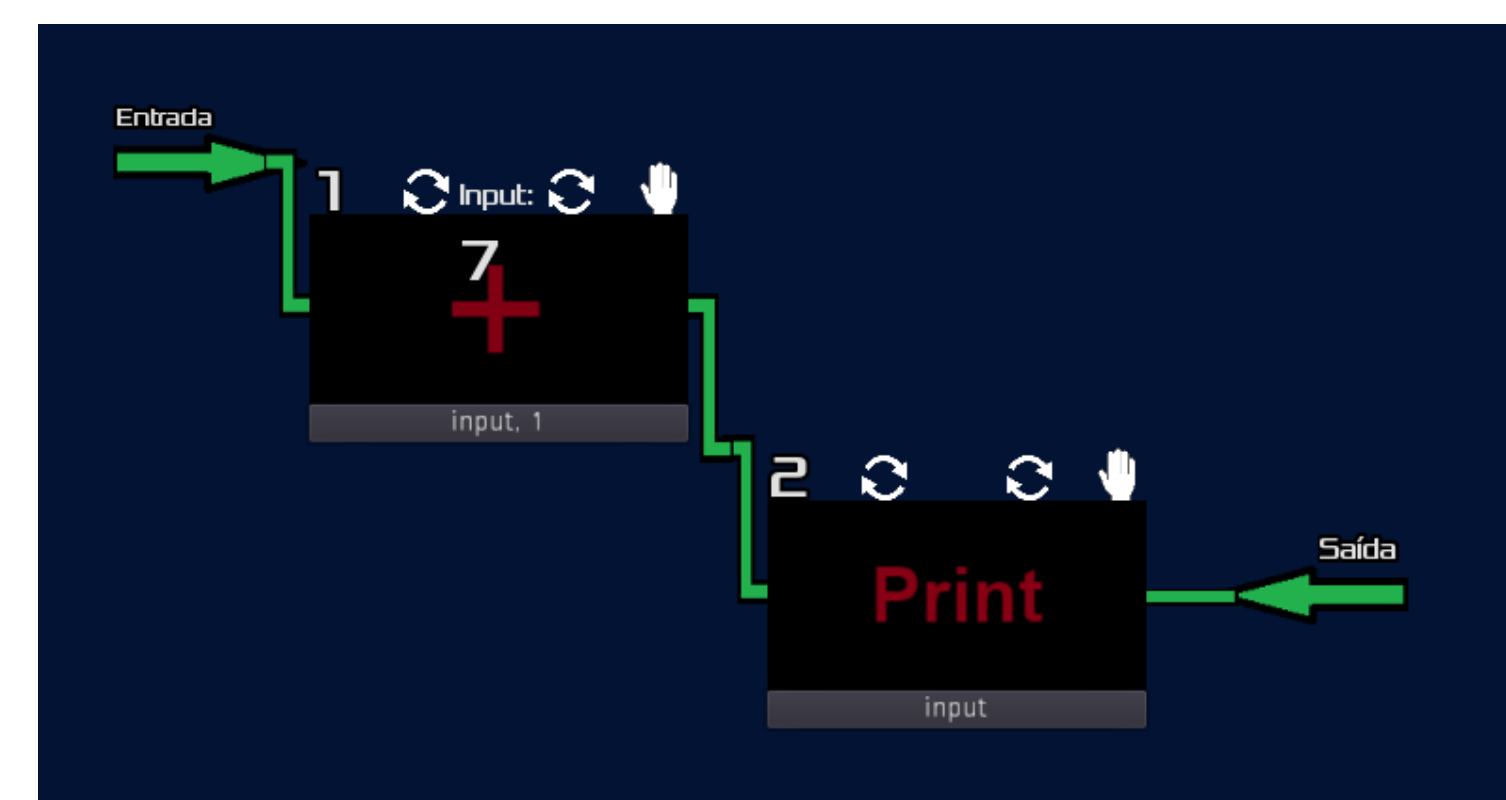 Entrada
1 Input:
7
+
input, 1
2
Print
input
Saída